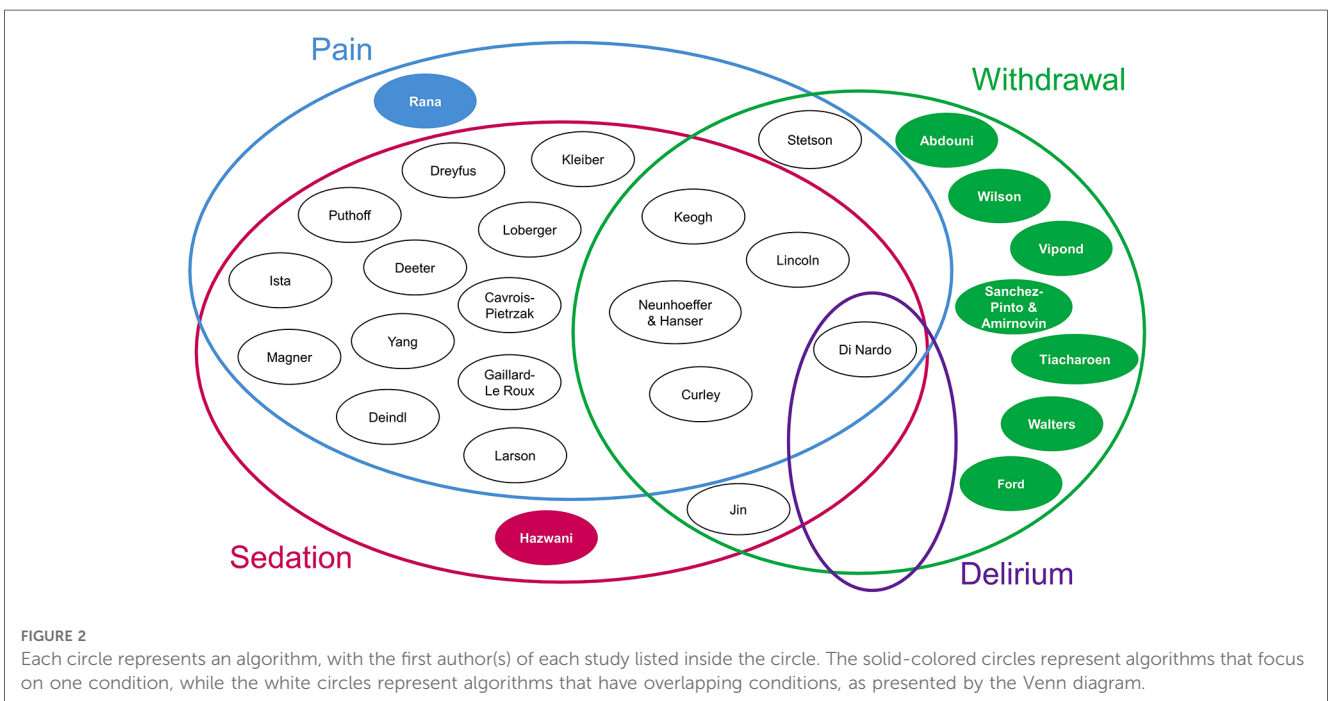 Pain
Withdrawal
Rana
Stetson
Abdouni
Kleiber
Dreyfus
Wilson
Puthoff
Keogh
Loberger
Vipond
Lincoln
Deeter
Ista
Sanchez-
Pinto &
Amirnovin
Cavrois-
Pietrzak
Neunhoeffer
& Hanser
Yang
Di Nardo
Magner
Tiacharoen
Gaillard-
Le Roux
Curley
Deindl
Walters
Larson
Ford
Jin
Hazwani
Sedation
Delirium
FIGURE 2
Each circle represents an algorithm, with the first author(s) of each study listed inside the circle. The solid-colored circles represent algorithms that focus
on one condition, while the white circles represent algorithms that have overlapping conditions, as presented by the Venn diagram.